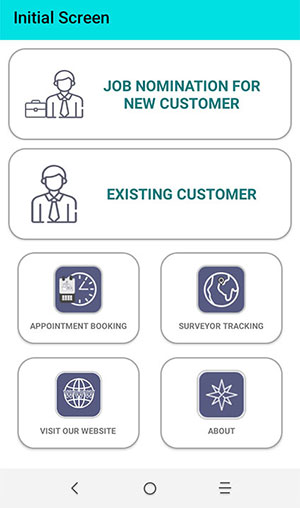 Initial Screen
JOB NOMINATION FOR
NEW CUSTOMER
EXISTING CUSTOMER
APPOINTMENT BOOKING
SURVEYOR TRACKING
VISIT OUR WEBSITE
ABOUT